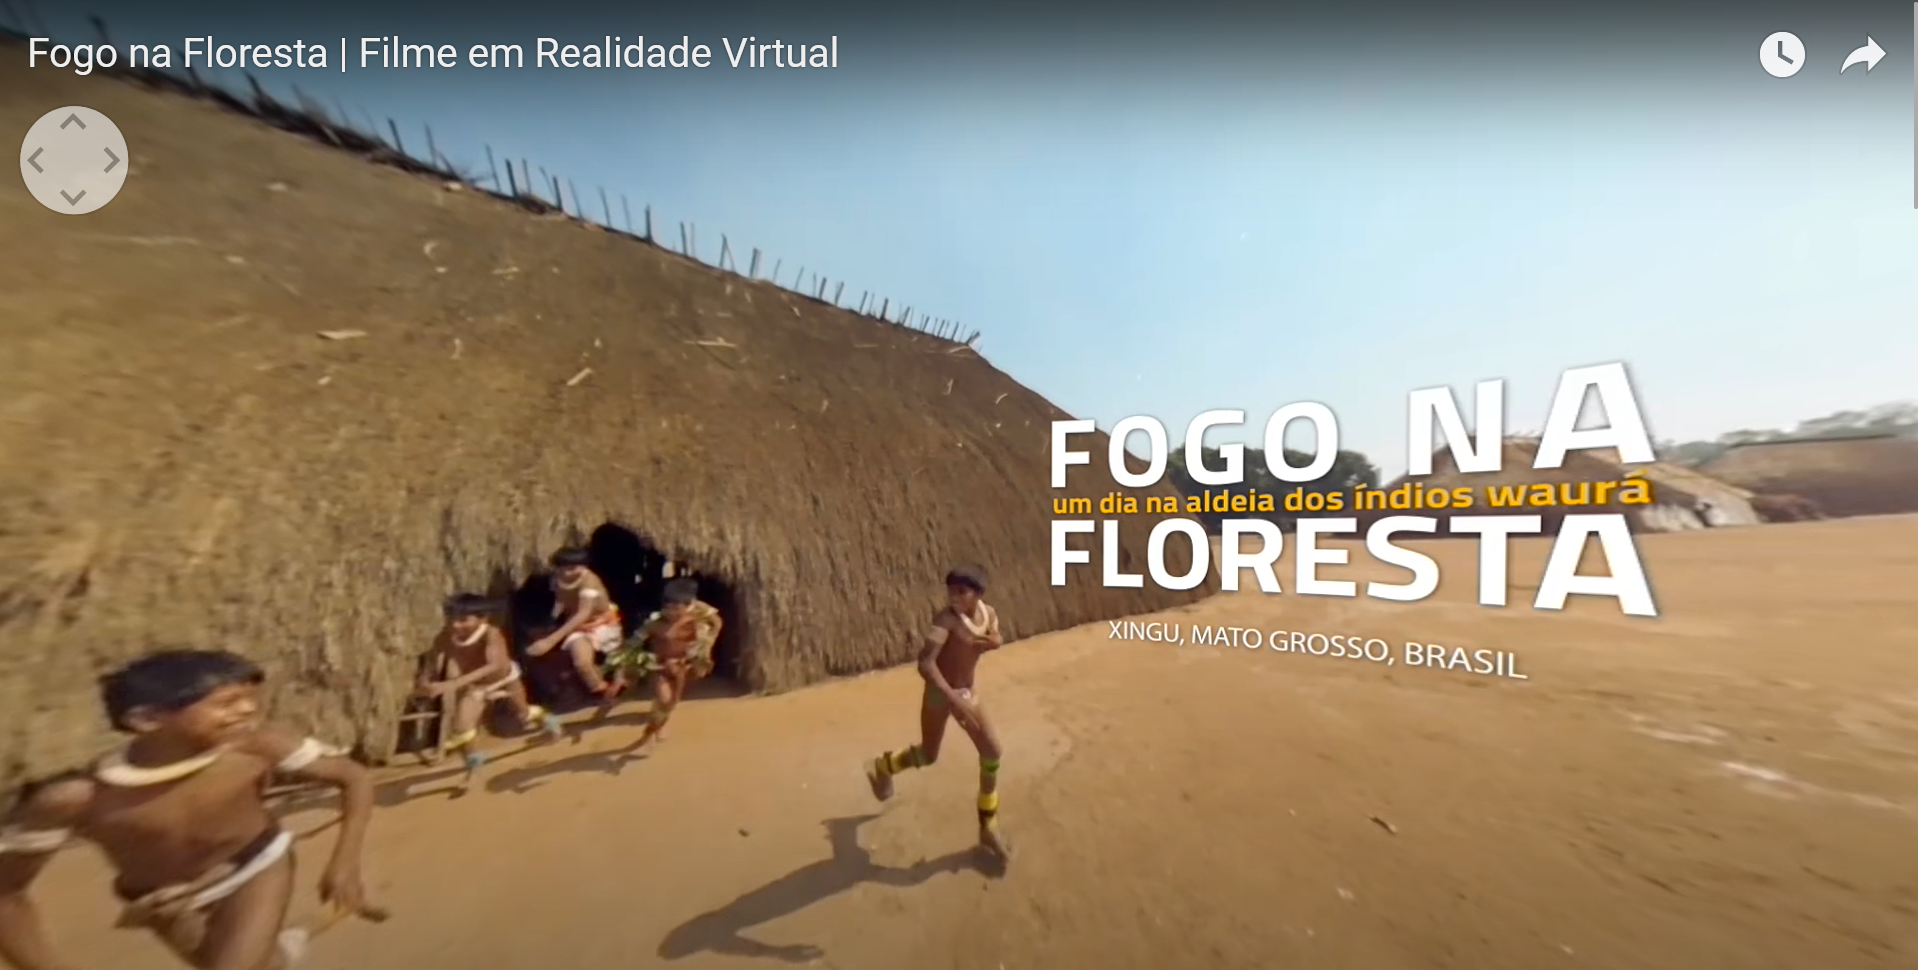 Fogo na Floresta | Filme em Realidade Virtual
FOGO NA
um dia na aldeia dos índios waurá
FLORESTA
XINGU, MATO GROSSO, BRASIL